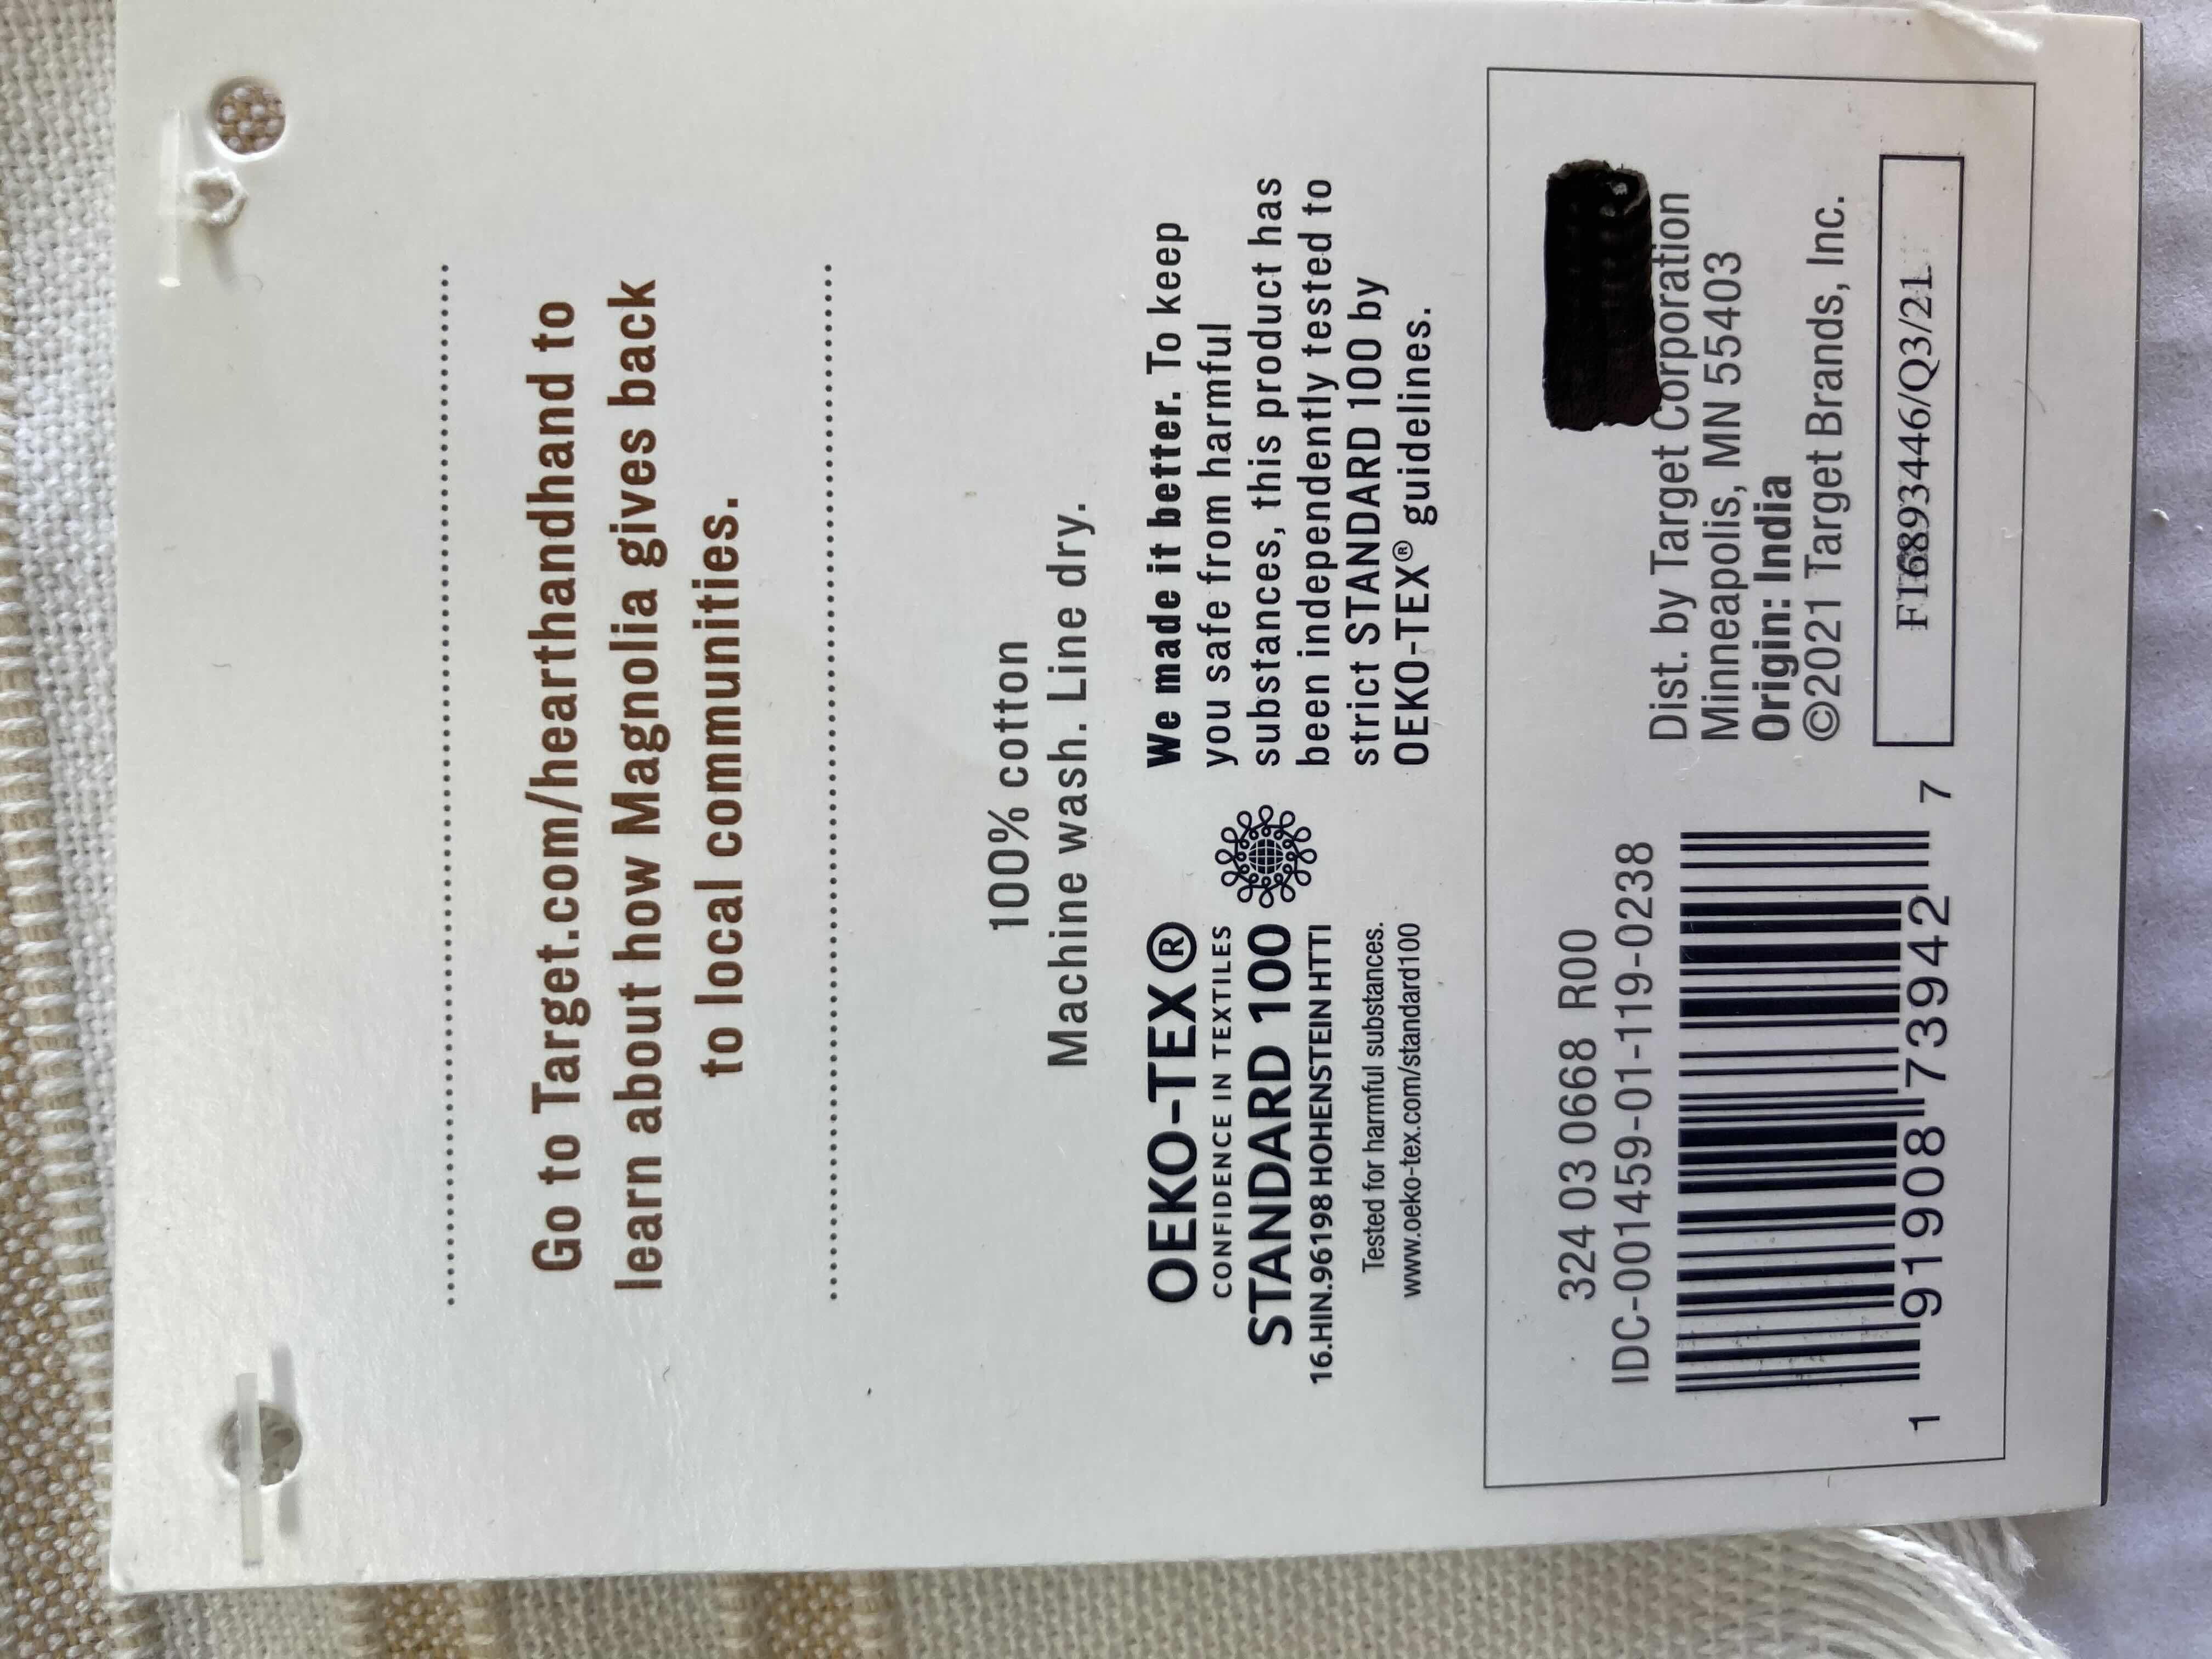 Go to Target.com/hearthandhand to
learn about how Magnolia gives back
to local communities.
100% cotton
Machine wash. Line dry.
OEKO-TEX®
CONFIDENCE IN TEXTILES
STANDARD 100
16.HIN.96198 HOHENSTEIN HTTI
Tested for harmful substances.
www.oeko-tex.com/standard100
We made it better. To keep
you safe from harmful
substances, this product has
been independently tested to
strict STANDARD 100 by
OEKO-TEX® guidelines.
324 03 0668 R00
IDC-001459-01-119-0238
1 91908 73942 7
Dist. by Target Corporation
Minneapolis, MN 55403
Origin: India
©2021 Target Brands, Inc.
FI6893446/Q3/21